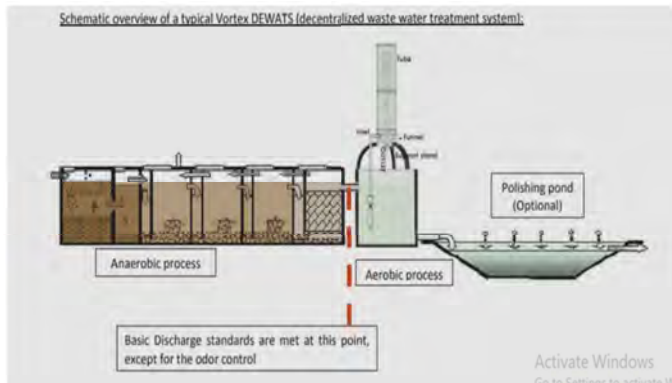 Schematic overview of a typical Vortex DEWATS (decentralized waste water treatment system):
Tube
Inlet
Funnel
Polishing pond
(Optional)
Anaerobic process
Aerobic process
Basic Discharge standards are met at this point,
except for the odor control
Activate Windows